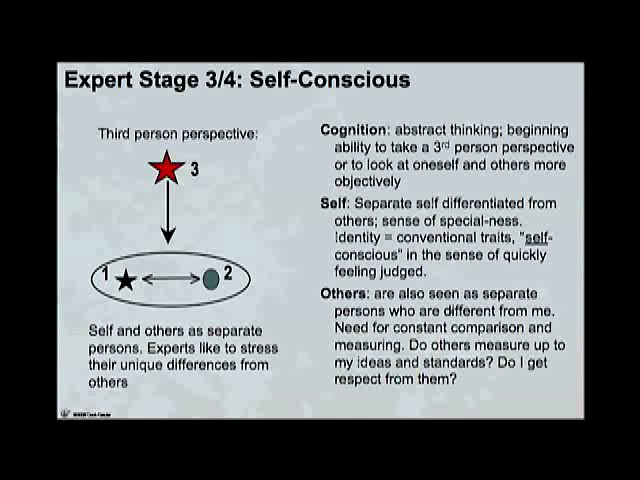 Expert Stage 3/4: Self-Conscious
Third person perspective:
3
1
2
Self and others as separate
persons. Experts like to stress
their unique differences from
others
Cognition: abstract thinking; beginning
ability to take a 3rd person perspective
or to look at oneself and others more
objectively
Self: Separate self differentiated from
others; sense of special-ness.
Identity = conventional traits, "self-
conscious" in the sense of quickly
feeling judged.
Others: are also seen as separate
persons who are different from me.
Need for constant comparison and
measuring. Do others measure up to
my ideas and standards? Do I get
respect from them?